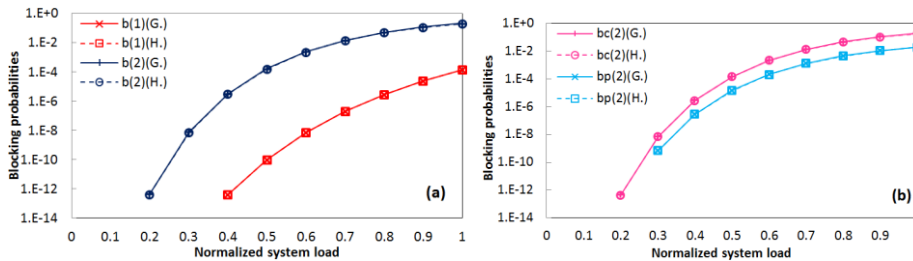 b(1)(G.)
b(1)(H.)
b(2)(G.)
b(2)(H.)
1.E+2
1.E+0
1.E-2
1.E-4
1.E-6
1.E-8
1.E-10
1.E-12
1.E-14
Blocking probabilities
0 0.1 0.2 0.3 0.4 0.5 0.6 0.7 0.8 0.9 1
Normalized system load
(a)
bc(2)(G.)
bc(2)(H.)
bp(2)(G.)
bp(2)(H.)
1.E+2
1.E+0
1.E-2
1.E-4
1.E-6
1.E-8
1.E-10
1.E-12
1.E-14
Blocking probabilities
0 0.1 0.2 0.3 0.4 0.5 0.6 0.7 0.8 0.9
Normalized system load
(b)